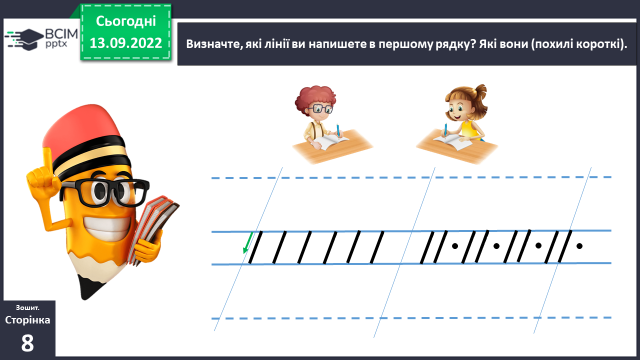 Сьогодні
13.09.2022
BCIM
pptx
Визначте, які лінії ви напишете в першому рядку? Які вони (похилі короткі).
Зошит.
Сторінка
8